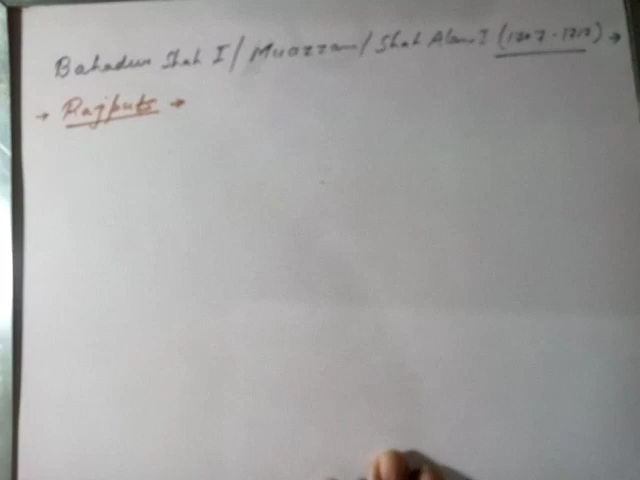 Bahadur Shah I / Muazzam / Shah Alam I (1707-1712) →
→ Rajputs →